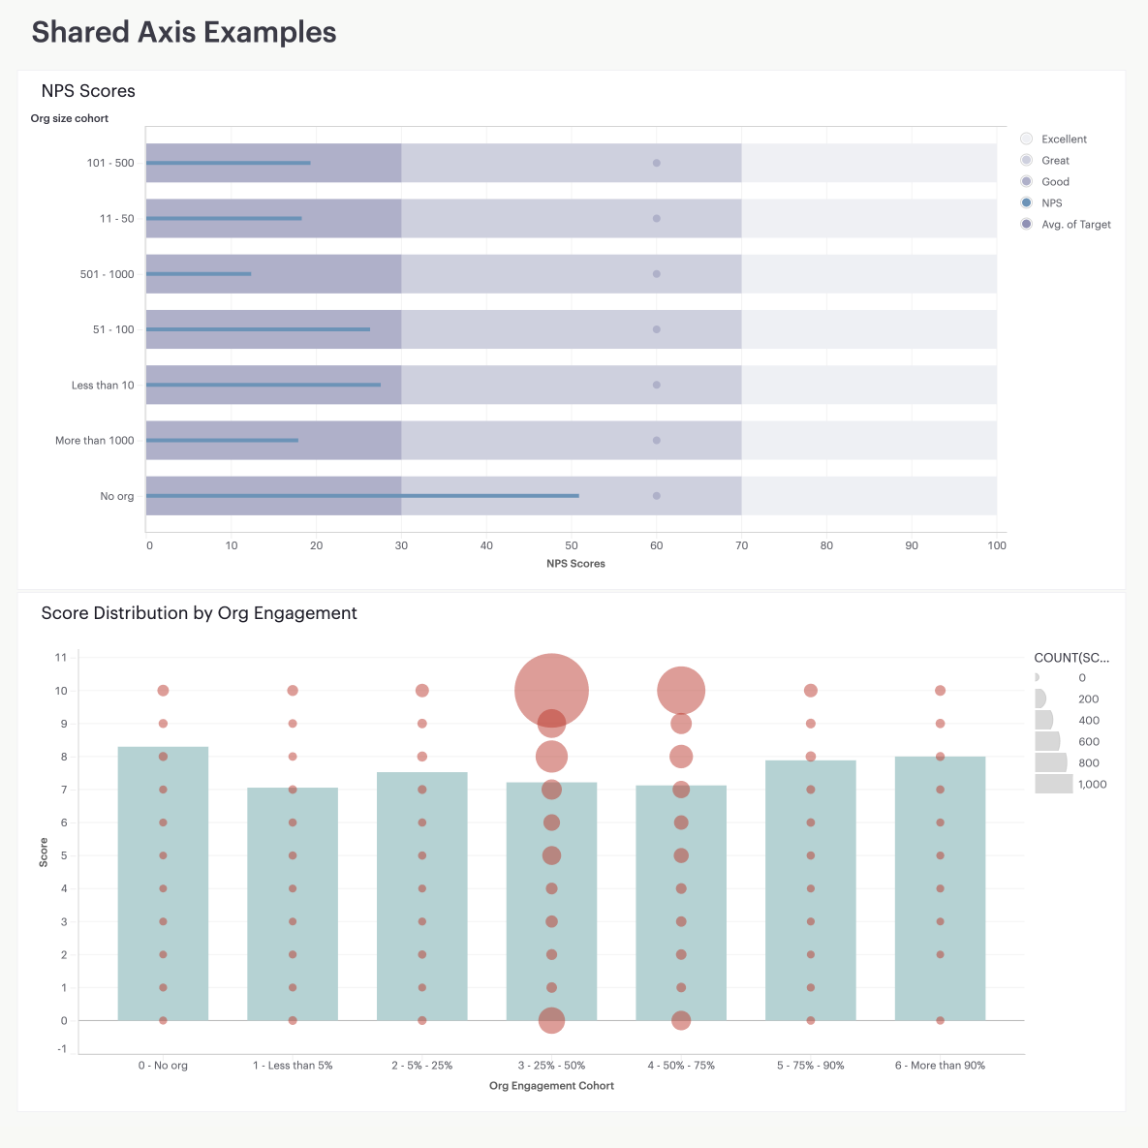 Shared Axis Examples
NPS Scores
Org size cohort
101 - 500
11 - 50
501 - 1000
51 - 100
Less than 10
More than 1000
No org
0 10 20 30 40 50 60 70 80 90 100
NPS Scores
Excellent
Great
Good
NPS
Avg. of Target
Score Distribution by Org Engagement
Score
11
10
9
8
7
6
5
4
3
2
1
0
-1
0 - No org 1 - Less than 5% 2 - 5% - 25% 3 - 25% - 50% 4 - 50% - 75% 5 - 75% - 90% 6 - More than 90%
Org Engagement Cohort
COUNT(SC...
0
200
400
600
800
1,000